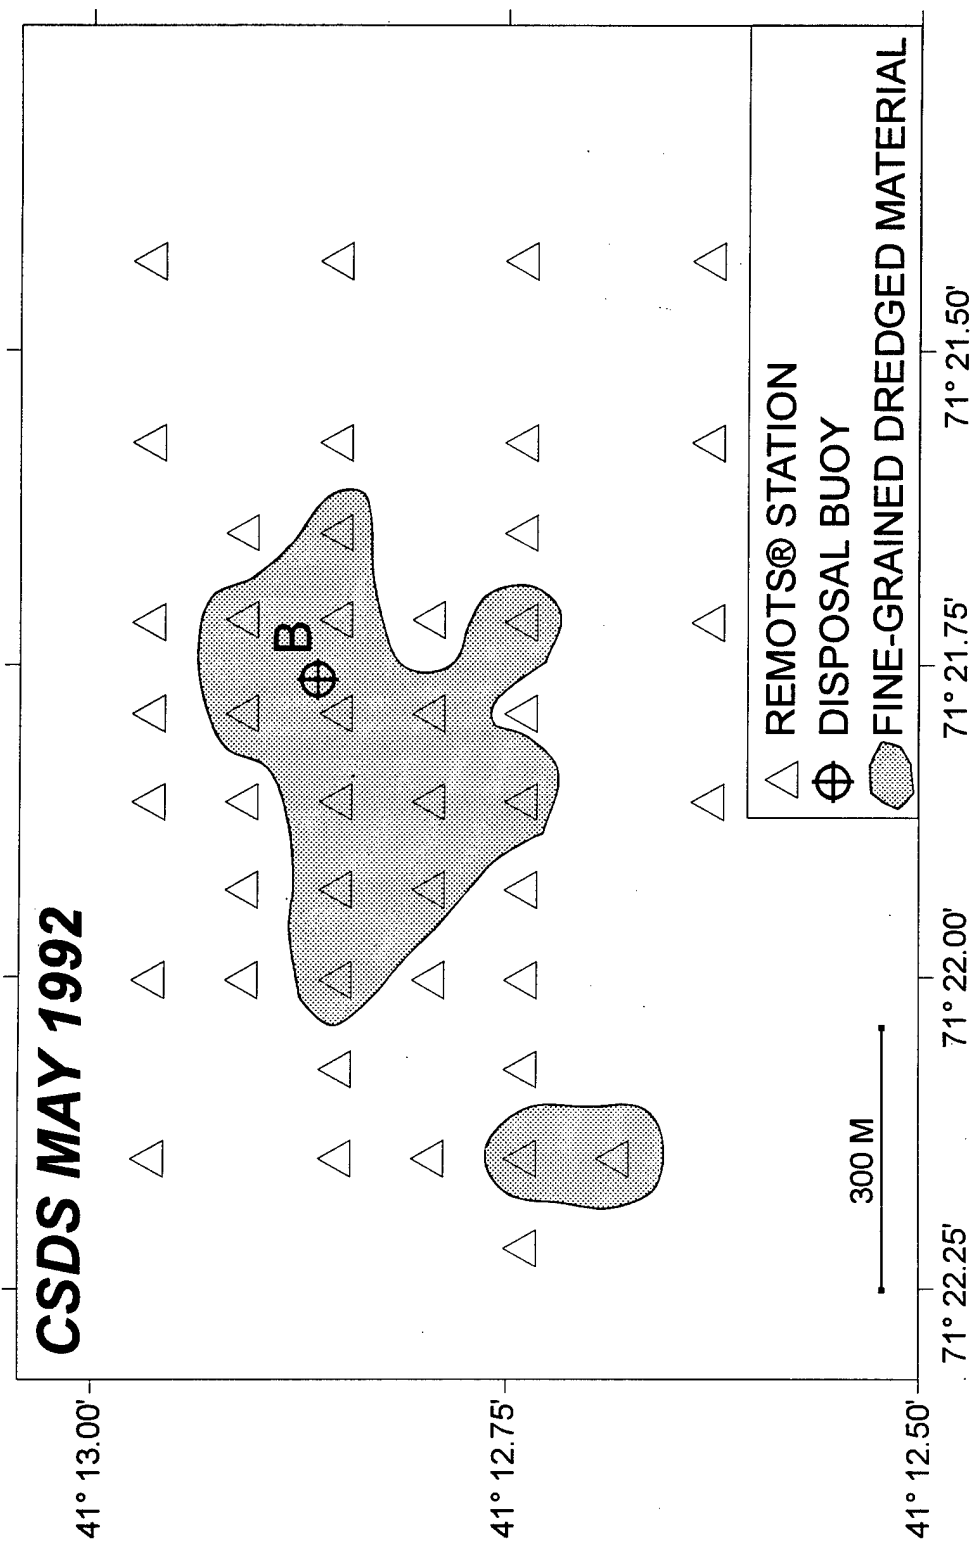 CSDS MAY 1992
41° 13.00'
41° 12.75'
41° 12.50'
B
300 M
REMOTS® STATION
DISPOSAL BUOY
FINE-GRAINED DREDGED MATERIAL
71° 22.25'
71° 22.00'
71° 21.75'
71° 21.50'